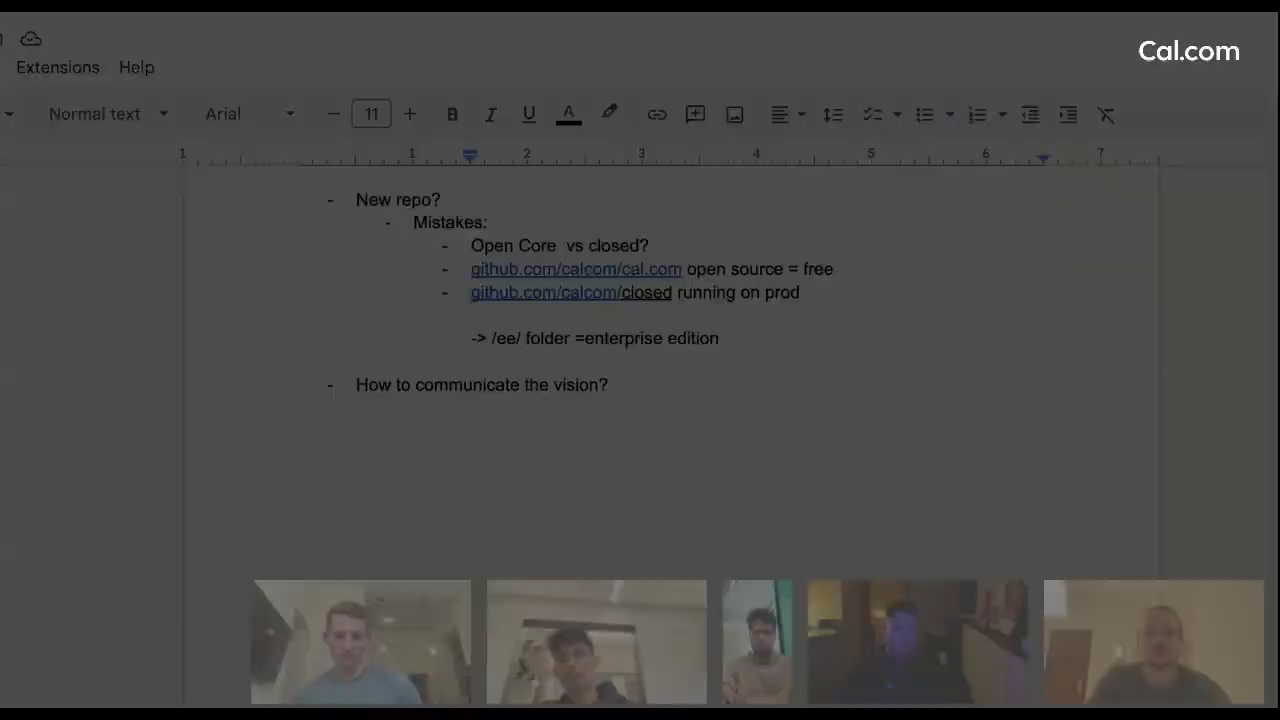 Cal.com
Extensions Help
Normal text Arial 11 B I U A
1 1 2 3 4 5 6 7
- New repo?
- Mistakes:
- Open Core vs closed?
- github.com/calcom/cal.com open source = free
- github.com/calcom/closed running on prod
-> /ee/ folder =enterprise edition
- How to communicate the vision?